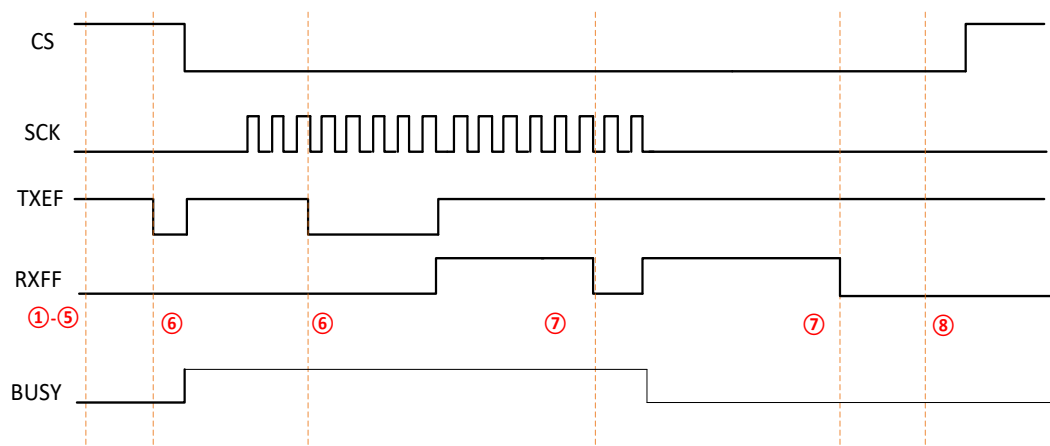 CS
SCK
TXEF
RXFF
①-⑤ ⑥ ⑥ ⑦ ⑦ ⑧
BUSY